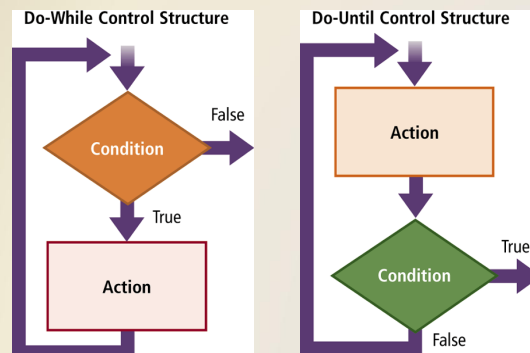 Do-While Control Structure
False
Condition
True
Action
Do-Until Control Structure
Action
True
Condition
False